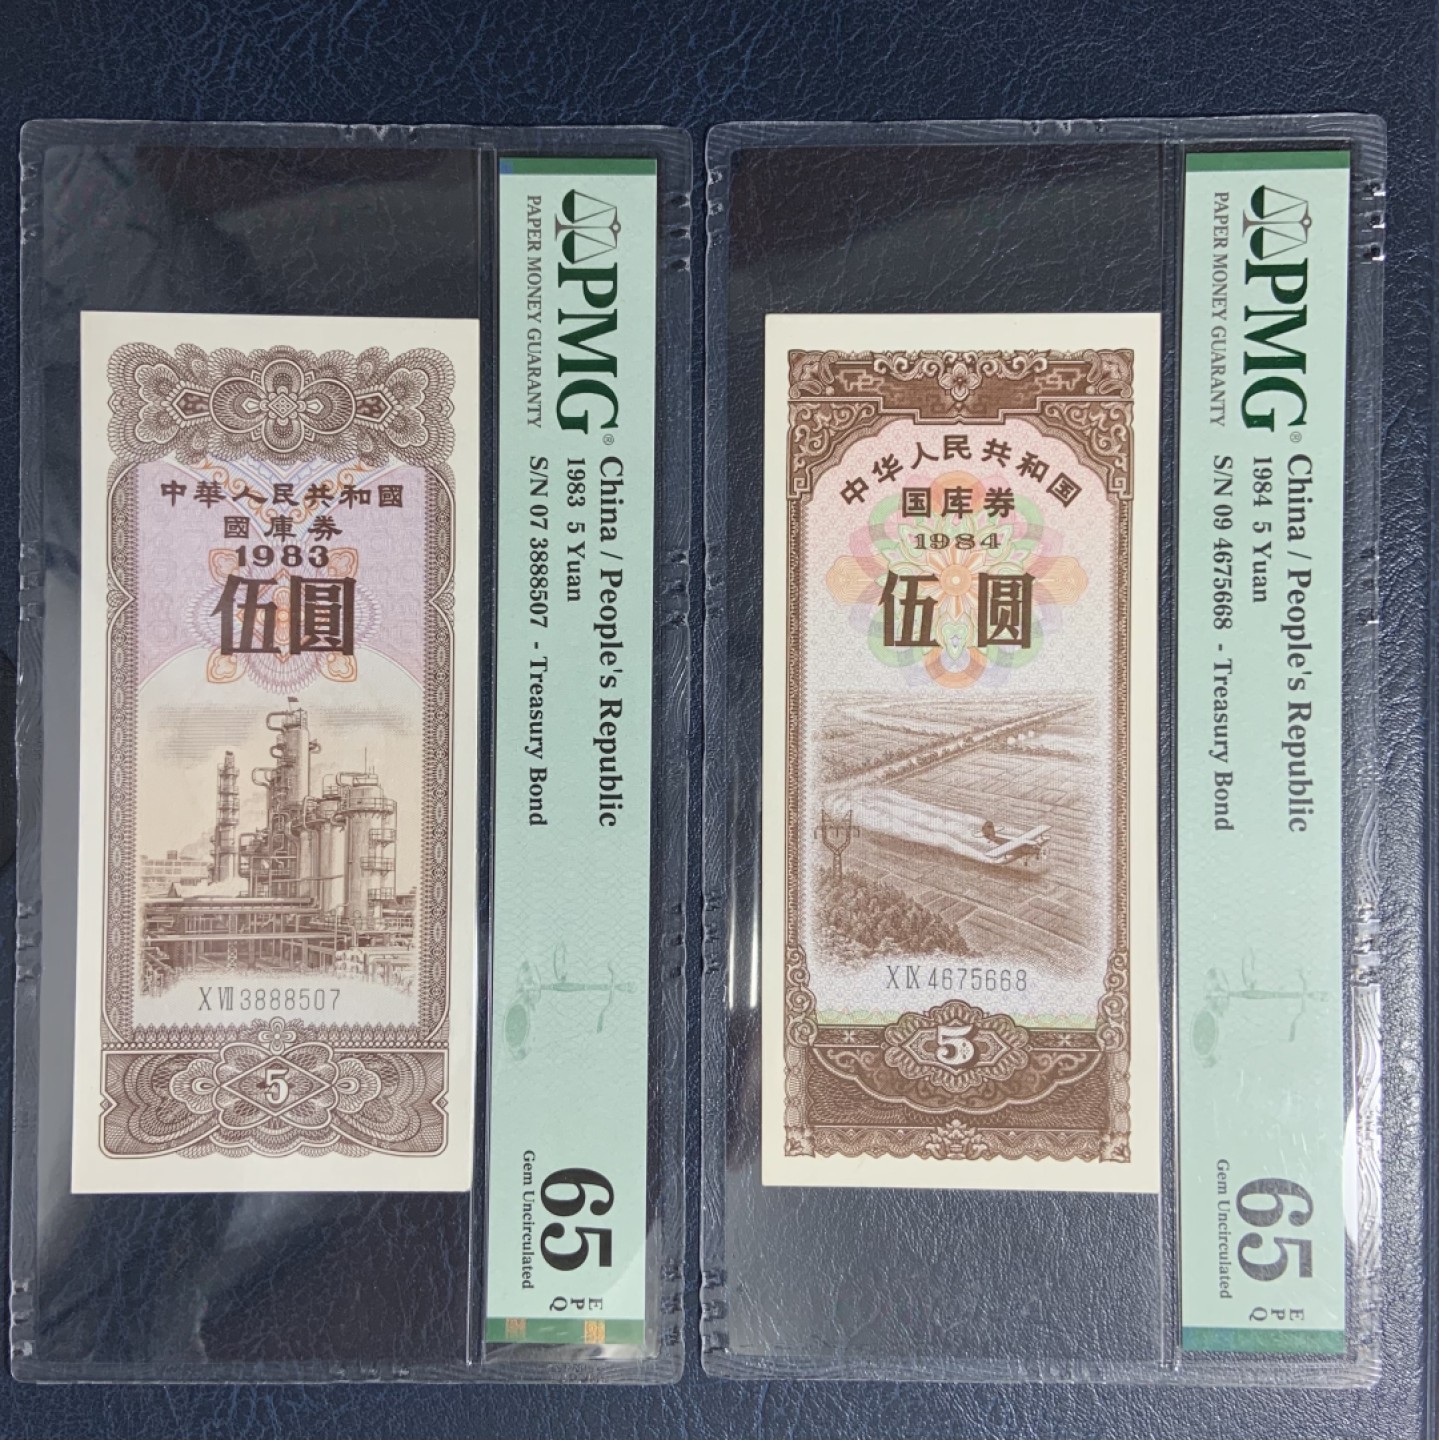 中華人民共和國
國庫券
1983
伍圓
X VII 3888507
5
PMG®
PAPER MONEY GUARANTY
China / People's Republic
1983 5 Yuan
S/N 07 3888507 - Treasury Bond
65 EPQ
Gem Uncirculated
中华人民共和国
国库券
1984
伍圆
X IX 4675668
5
PMG®
PAPER MONEY GUARANTY
China / People's Republic
1984 5 Yuan
S/N 09 4675668 - Treasury Bond
65 EPQ
Gem Uncirculated